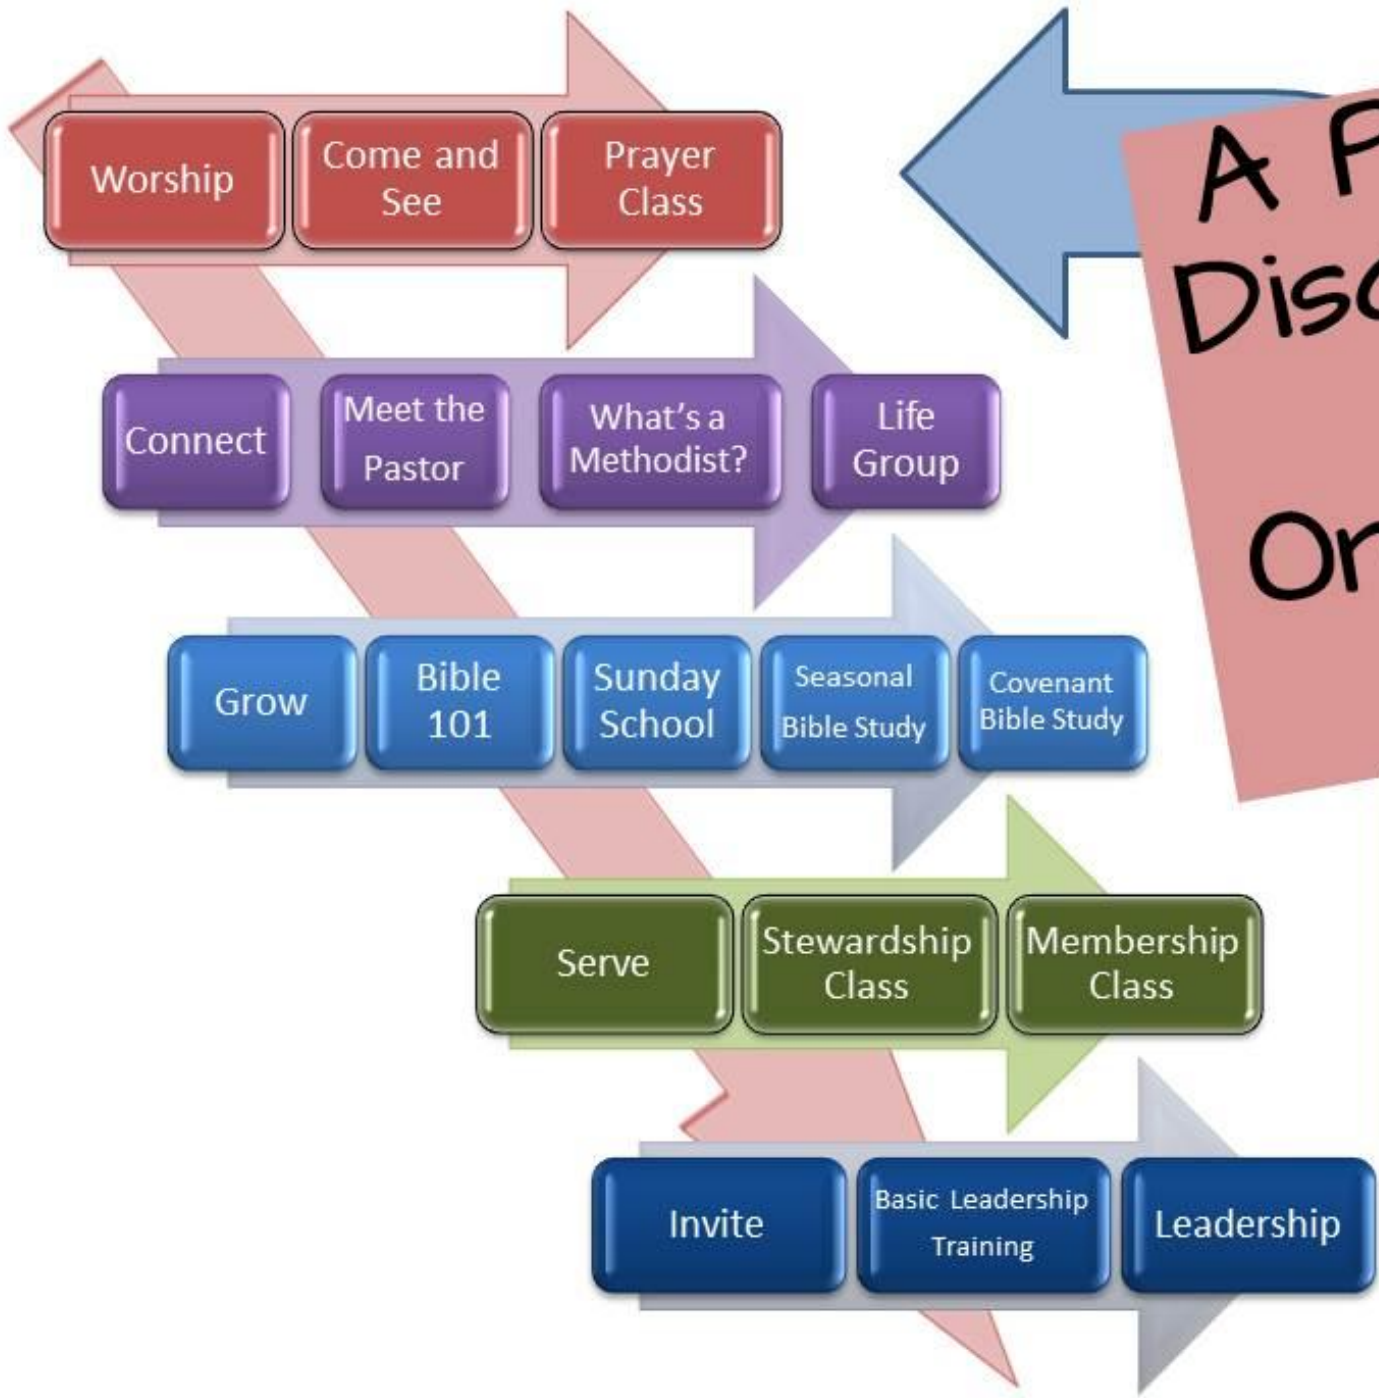 Worship
Come and
See
Prayer
Class
Connect
Meet the
Pastor
What's a
Methodist?
Life
Group
Grow
Bible
101
Sunday
School
Seasonal
Bible Study
Covenant
Bible Study
Serve
Stewardship
Class
Membership
Class
Invite
Basic Leadership
Training
Leadership
A